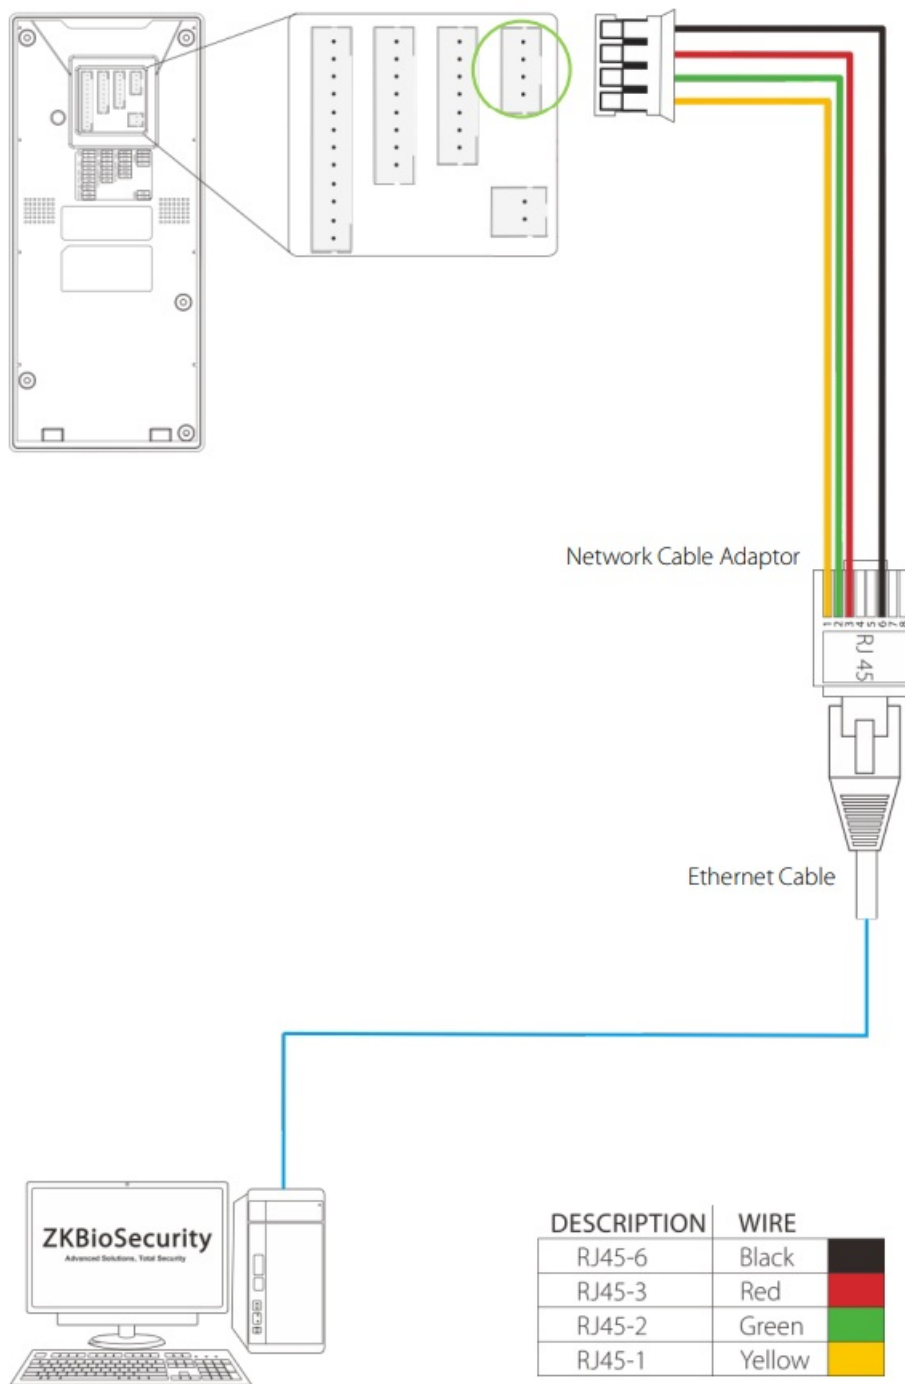 Network Cable Adaptor
1 2 3 4 5 6 7 8
RJ 45
Ethernet Cable
ZKBioSecurity
Advanced Solutions, Total Security
DESCRIPTION WIRE
RJ45-6 Black
RJ45-3 Red
RJ45-2 Green
RJ45-1 Yellow